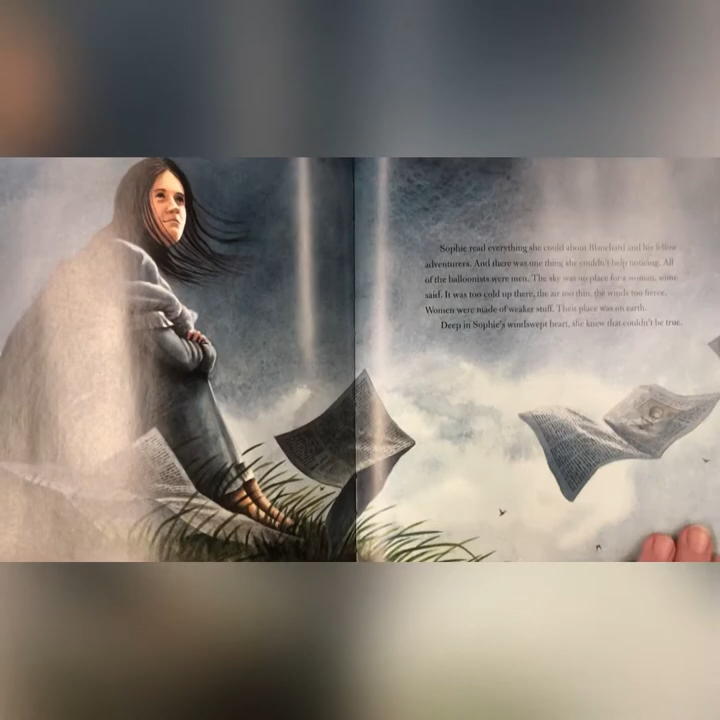 Sophie read everything she could about Blanchard and his fellow
adventurers. And there was one thing she couldn't help noticing. All
of the balloonists were men. The sky was no place for a woman, some
said. It was too cold up there, the air too thin, the winds too fierce.
Women were made of weaker stuff. Their place was on earth.
Deep in Sophie's windswept heart, she knew that couldn't be true.